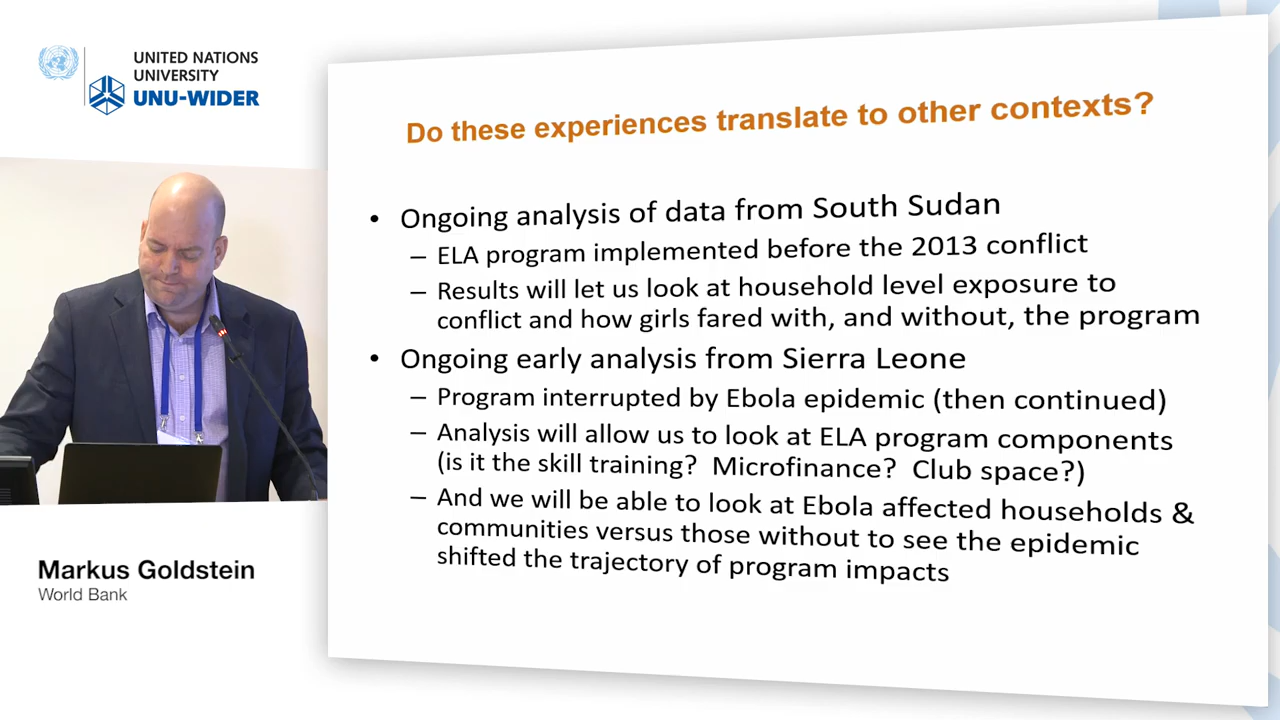 UNITED NATIONS
UNIVERSITY
UNU-WIDER
Do these experiences translate to other contexts?
• Ongoing analysis of data from South Sudan
– ELA program implemented before the 2013 conflict
– Results will let us look at household level exposure to
conflict and how girls fared with, and without, the program
• Ongoing early analysis from Sierra Leone
– Program interrupted by Ebola epidemic (then continued)
– Analysis will allow us to look at ELA program components
(is it the skill training? Microfinance? Club space?)
– And we will be able to look at Ebola affected households &
communities versus those without to see the epidemic
shifted the trajectory of program impacts
Markus Goldstein
World Bank